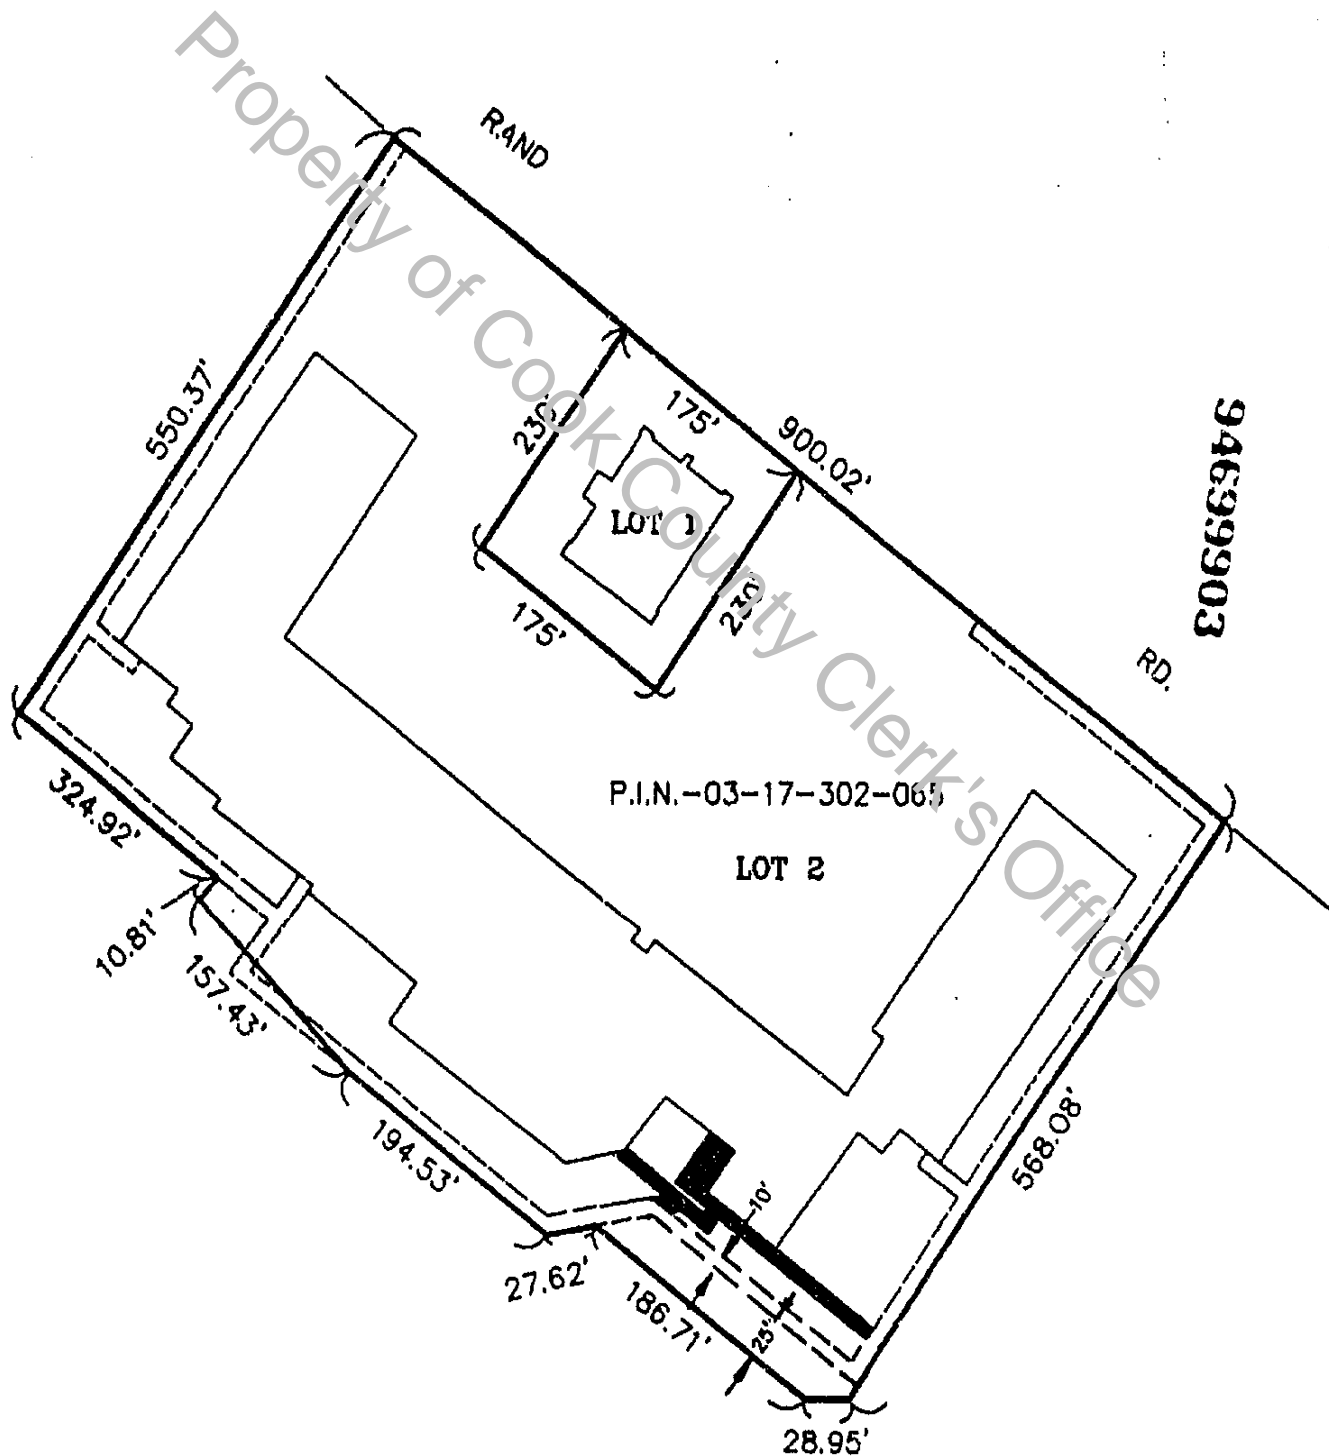 Property of Cook County Clerk's Office
RAND
550.37'
230'
175'
900.02'
94699903
LOT 1
230'
175'
RD.
P.I.N.-03-17-302-065
LOT 2
324.92'
10.81'
157.43'
568.08'
194.53'
10'
27.62'
186.71'
25'
28.95'